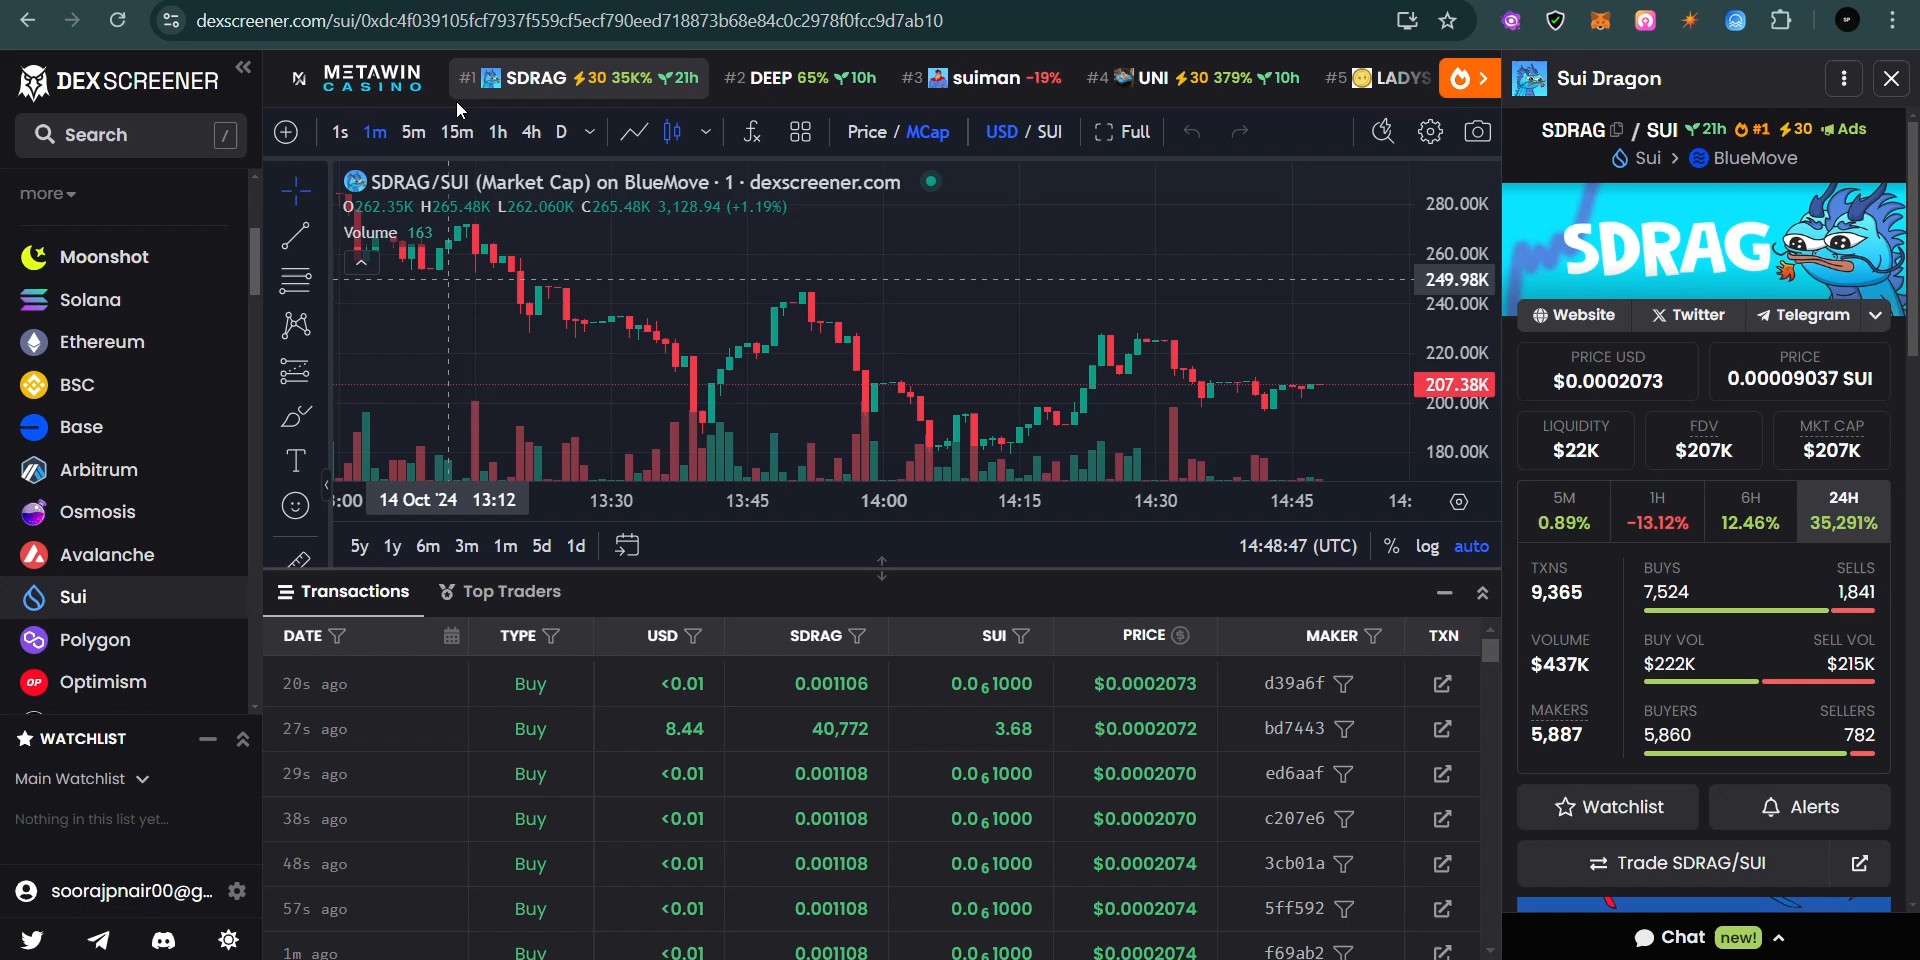 dexscreener.com/sui/0xdc4f039105fcf7937f559cf5ecf790eed718873b68e84c0c2978f0fcc9d7ab10
SP
DEXSCREENER
Search /
more
Moonshot
Solana
Ethereum
BSC
Base
Arbitrum
Osmosis
Avalanche
Sui
Polygon
OP Optimism
WATCHLIST
Main Watchlist
Nothing in this list yet...
soorajpnair00@g...
METAWIN
CASINO
#1 SDRAG 30 35K% 21h #2 DEEP 65% 10h #3 suiman -19% #4 UNI 30 379% 10h #5 LADYS
1s 1m 5m 15m 1h 4h D Price / MCap USD / SUI Full
SDRAG/SUI (Market Cap) on BlueMove · 1 · dexscreener.com
O262.35K H265.48K L262.060K C265.48K 3,128.94 (+1.19%)
Volume 163
280.00K
260.00K
249.98K
240.00K
220.00K
207.38K
200.00K
180.00K
:00 14 Oct '24 13:12 13:30 13:45 14:00 14:15 14:30 14:45 14:
5y 1y 6m 3m 1m 5d 1d 14:48:47 (UTC) % log auto
Transactions Top Traders
DATE TYPE USD SDRAG SUI PRICE MAKER TXN
20s ago Buy <0.01 0.001106 0.0₆1000 $0.0002073 d39a6f
27s ago Buy 8.44 40,772 3.68 $0.0002072 bd7443
29s ago Buy <0.01 0.001108 0.0₆1000 $0.0002070 ed6aaf
38s ago Buy <0.01 0.001108 0.0₆1000 $0.0002070 c207e6
48s ago Buy <0.01 0.001108 0.0₆1000 $0.0002074 3cb01a
57s ago Buy <0.01 0.001108 0.0₆1000 $0.0002074 5ff592
1m ago Buy <0.01 0.001108 0.0₆1000 $0.0002074 f69ab2
Sui Dragon
SDRAG / SUI 21h #1 30 Ads
Sui > BlueMove
SDRAG
Website Twitter Telegram
PRICE USD PRICE
$0.0002073 0.00009037 SUI
LIQUIDITY FDV MKT CAP
$22K $207K $207K
5M 1H 6H 24H
0.89% -13.12% 12.46% 35,291%
TXNS BUYS SELLS
9,365 7,524 1,841
VOLUME BUY VOL SELL VOL
$437K $222K $215K
MAKERS BUYERS SELLERS
5,887 5,860 782
Watchlist Alerts
Trade SDRAG/SUI
Chat new!